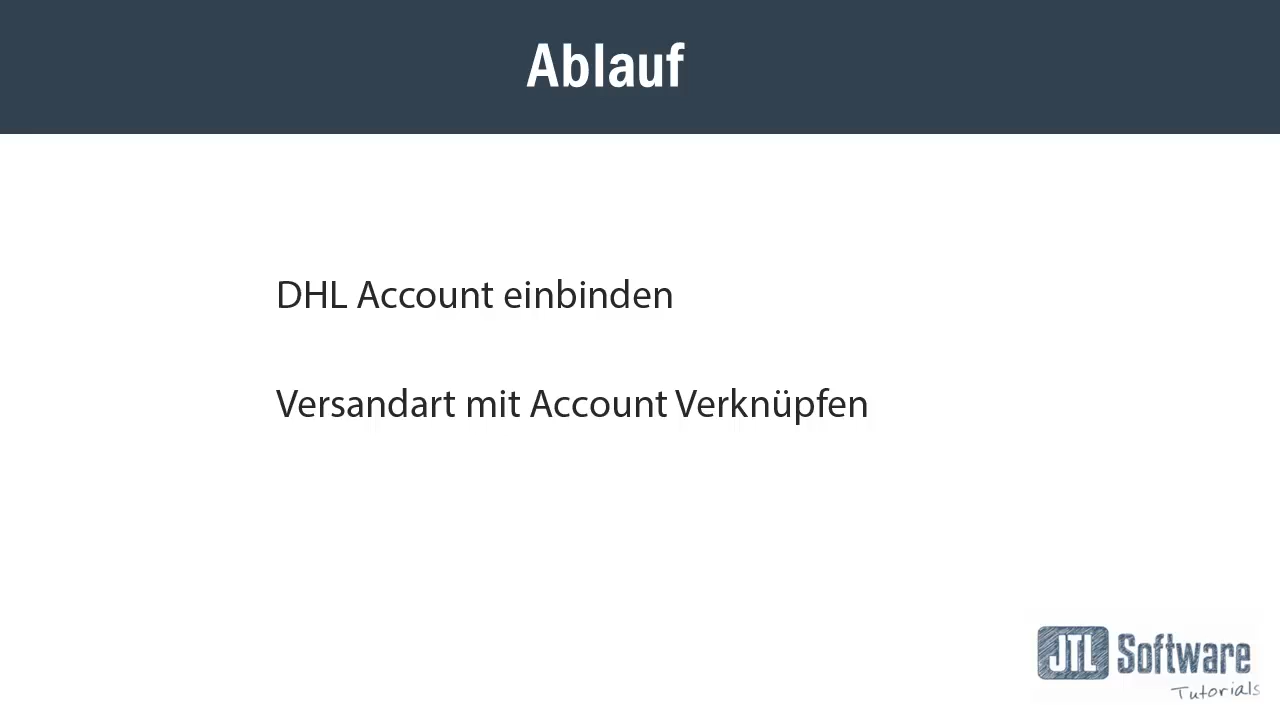 Ablauf
DHL Account einbinden
Versandart mit Account Verknüpfen
JTL Software
Tutorials